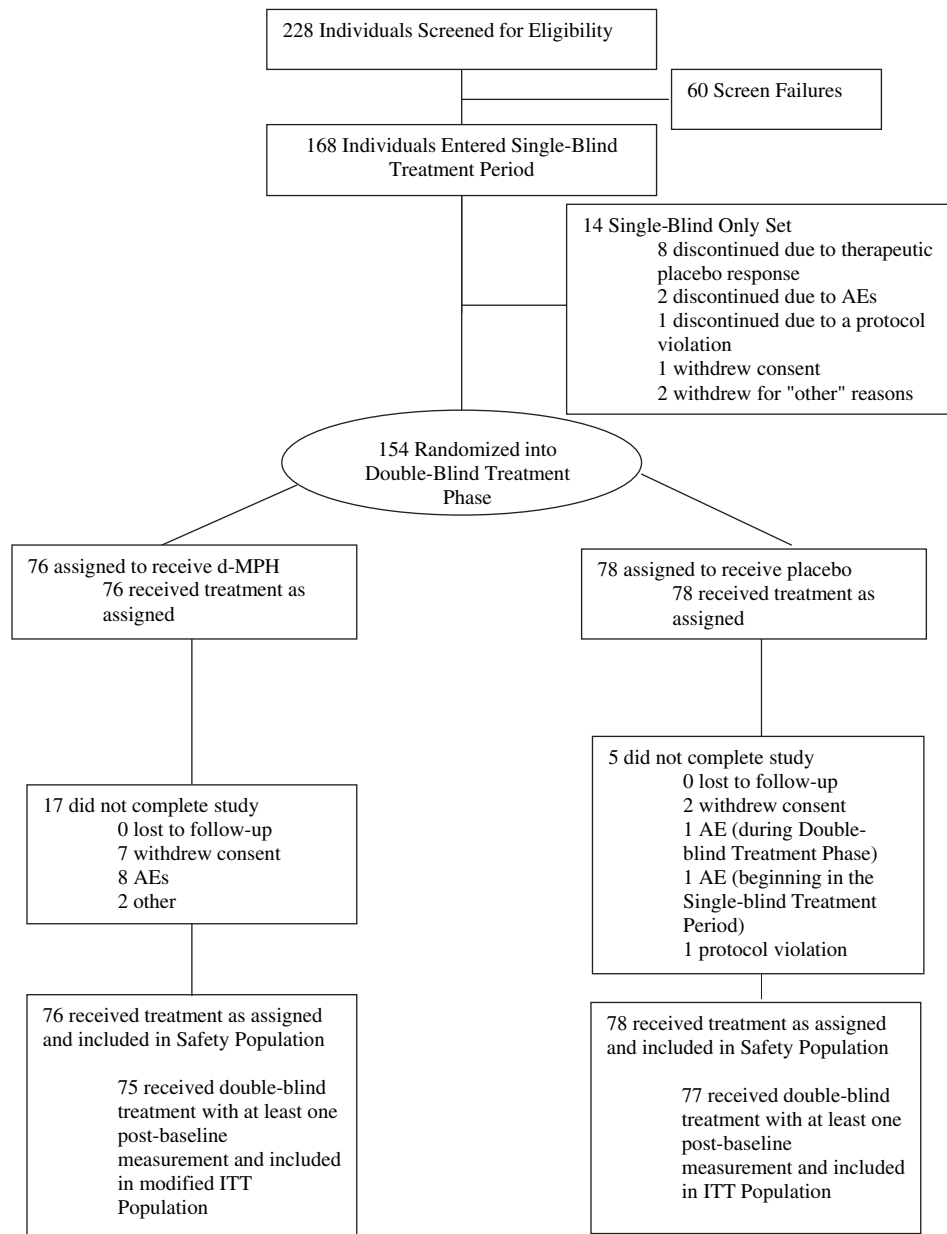 228 Individuals Screened for Eligibility
60 Screen Failures
168 Individuals Entered Single-Blind
Treatment Period
14 Single-Blind Only Set
8 discontinued due to therapeutic
placebo response
2 discontinued due to AEs
1 discontinued due to a protocol
violation
1 withdrew consent
2 withdrew for "other" reasons
154 Randomized into
Double-Blind Treatment
Phase
76 assigned to receive d-MPH
76 received treatment as
assigned
78 assigned to receive placebo
78 received treatment as
assigned
17 did not complete study
0 lost to follow-up
7 withdrew consent
8 AEs
2 other
5 did not complete study
0 lost to follow-up
2 withdrew consent
1 AE (during Double-
blind Treatment Phase)
1 AE (beginning in the
Single-blind Treatment
Period)
1 protocol violation
76 received treatment as assigned
and included in Safety Population
75 received double-blind
treatment with at least one
post-baseline
measurement and included
in modified ITT
Population
78 received treatment as assigned
and included in Safety Population
77 received double-blind
treatment with at least one
post-baseline
measurement and included
in ITT Population